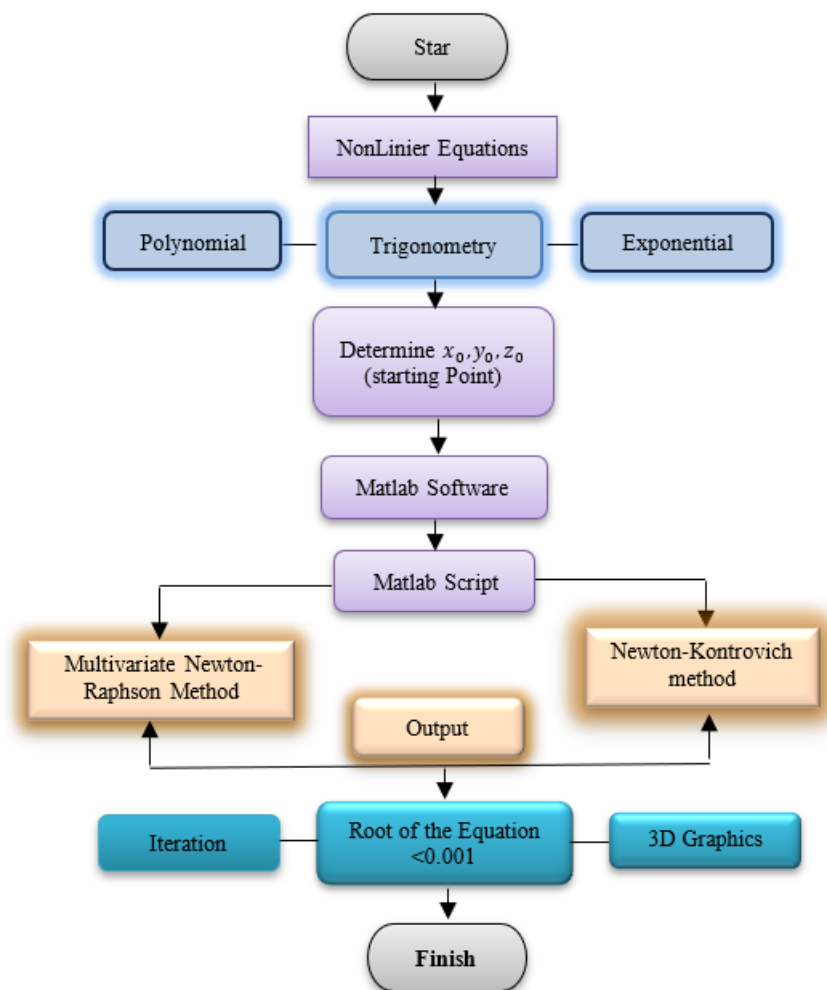 Star
NonLinier Equations
Polynomial
Trigonometry
Exponential
Determine x₀,y₀,z₀
(starting Point)
Matlab Software
Matlab Script
Multivariate Newton-
Raphson Method
Newton-Kontrovich
method
Output
Iteration
Root of the Equation
<0.001
3D Graphics
Finish